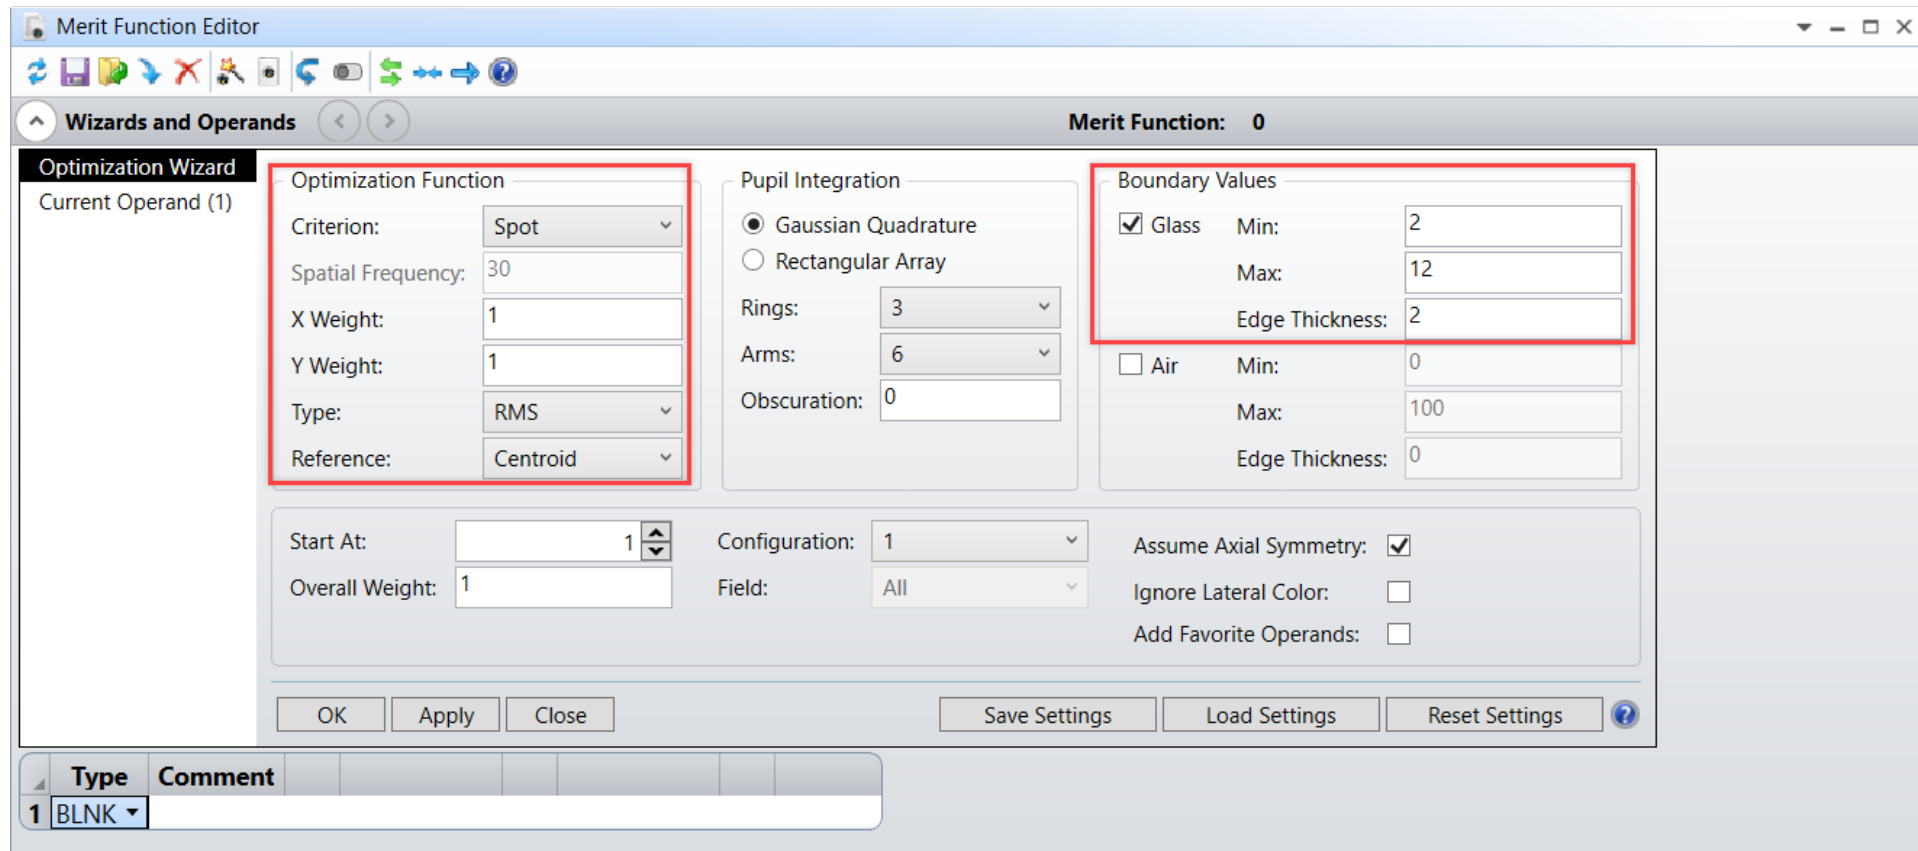 Merit Function Editor
Wizards and Operands
Merit Function: 0
Optimization Wizard
Current Operand (1)
Optimization Function
Criterion: Spot
Spatial Frequency: 30
X Weight: 1
Y Weight: 1
Type: RMS
Reference: Centroid
Pupil Integration
Gaussian Quadrature
Rectangular Array
Rings: 3
Arms: 6
Obscuration: 0
Boundary Values
Glass Min: 2
Max: 12
Edge Thickness: 2
Air Min: 0
Max: 100
Edge Thickness: 0
Start At: 1
Overall Weight: 1
Configuration: 1
Field: All
Assume Axial Symmetry:
Ignore Lateral Color:
Add Favorite Operands:
OK Apply Close Save Settings Load Settings Reset Settings ?
Type Comment
1 BLNK